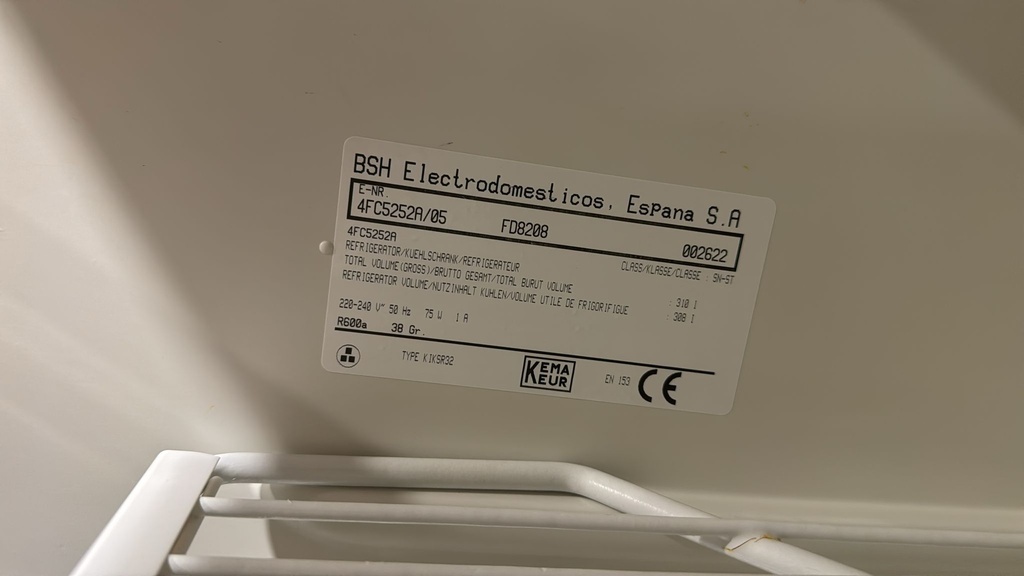 BSH Electrodomesticos, Espana S.A
E-NR.
4FC5252A/05 FD8208 002622
4FC5252A CLASS/KLASSE/CLASSE : SN-ST
REFRIGERATOR/KUEHLSCHRANK/REFRIGERATEUR
TOTAL VOLUME(GROSS)/BRUTTO GESAMT/TOTAL BURUT VOLUME : 310 l
REFRIGERATOR VOLUME/NUTZINHALT KUHLEN/VOLUME UTILE DE FRIGORIFIGUE : 308 l
220-240 V~ 50 Hz 75 W 1 A
R600a 38 Gr.
TYPE KIKSR32 KEMA KEUR EN 153 CE